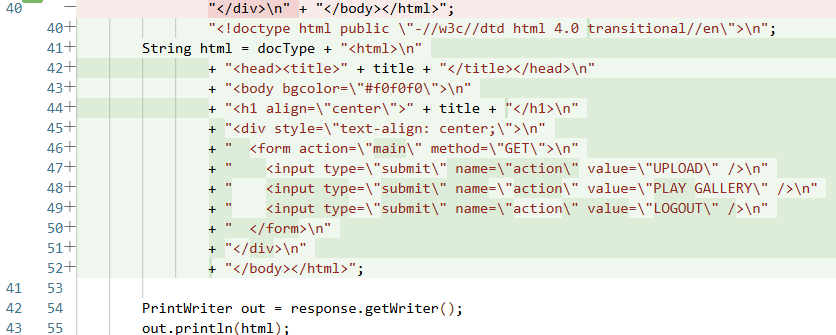 40 "</div>\n" + "</body></html>";
40+ "<!doctype html public \"-//w3c//dtd html 4.0 transitional//en\">\n";
41+ String html = docType + "<html>\n"
42+ + "<head><title>" + title + "</title></head>\n"
43+ + "<body bgcolor=\"#f0f0f0\">\n"
44+ + "<h1 align=\"center\">" + title + "</h1>\n"
45+ + "<div style=\"text-align: center;\">\n"
46+ + "  <form action=\"main\" method=\"GET\">\n"
47+ + "    <input type=\"submit\" name=\"action\" value=\"UPLOAD\" />\n"
48+ + "    <input type=\"submit\" name=\"action\" value=\"PLAY GALLERY\" />\n"
49+ + "    <input type=\"submit\" name=\"action\" value=\"LOGOUT\" />\n"
50+ + "  </form>\n"
51+ + "</div>\n"
52+ + "</body></html>";
41 53
42 54 PrintWriter out = response.getWriter();
43 55 out.println(html);